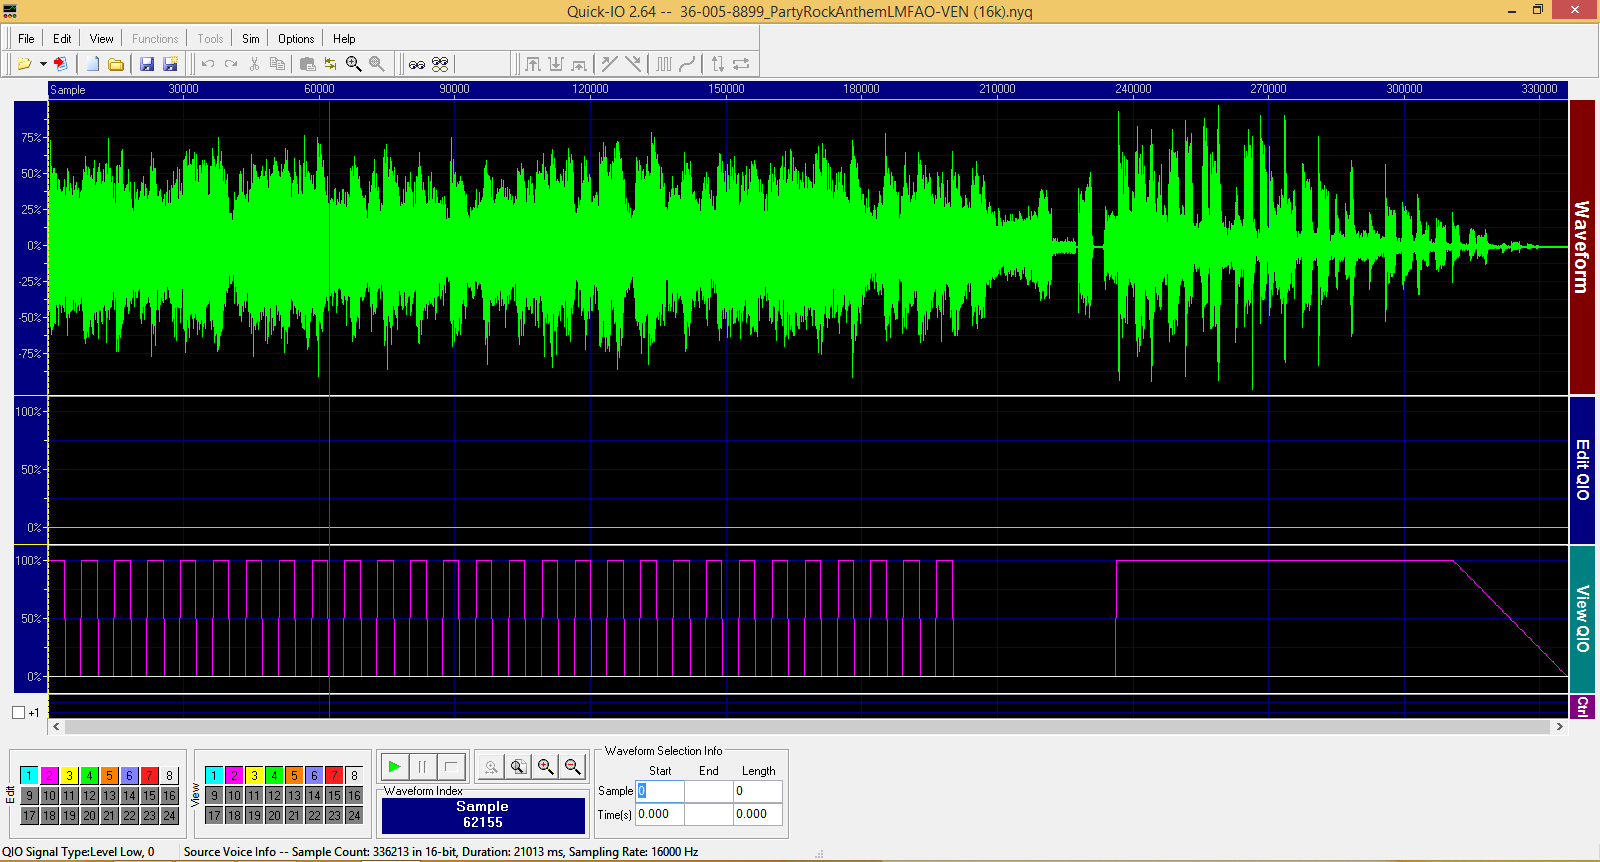 Quick-IO 2.64 -- 36-005-8899_PartyRockAnthemLMFAO-VEN (16k).nyq
File Edit View Functions Tools Sim Options Help
Sample 30000 60000 90000 120000 150000 180000 210000 240000 270000 300000 330000
75%
50%
25%
0%
-25%
-50%
-75%
Waveform
100%
50%
0%
Edit QIO
100%
50%
0%
View QIO
+1
Ctrl
Edit
1 2 3 4 5 6 7 8
9 10 11 12 13 14 15 16
17 18 19 20 21 22 23 24
View
1 2 3 4 5 6 7 8
9 10 11 12 13 14 15 16
17 18 19 20 21 22 23 24
Waveform Index
Sample
62155
Waveform Selection Info
Start End Length
Sample 0 0
Time(s) 0.000 0.000
QIO Signal Type:Level Low, 0 Source Voice Info -- Sample Count: 336213 in 16-bit, Duration: 21013 ms, Sampling Rate: 16000 Hz